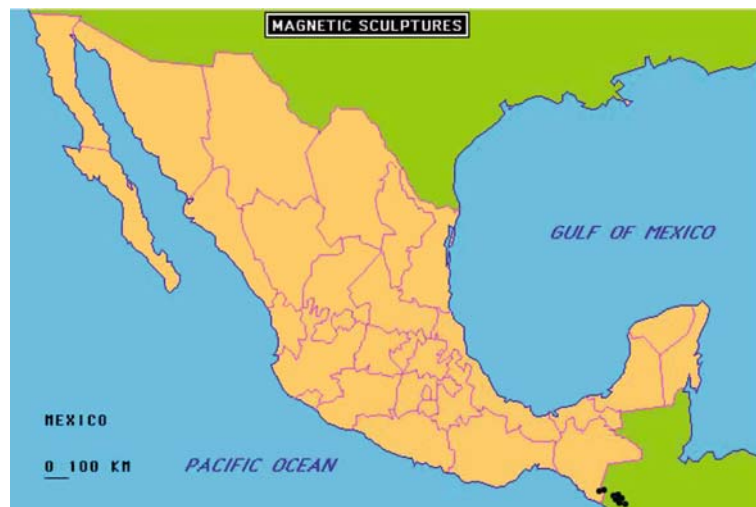 MAGNETIC SCULPTURES
GULF OF MEXICO
MEXICO
0 100 KM
PACIFIC OCEAN